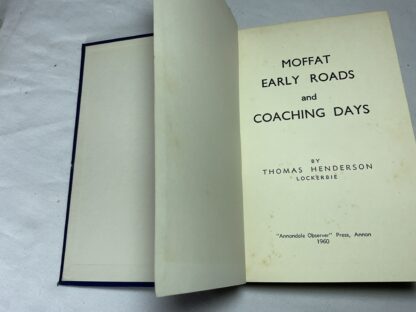 MOFFAT
EARLY ROADS
and
COACHING DAYS
BY
THOMAS HENDERSON
LOCKERBIE
"Annandale Observer" Press, Annan
1960